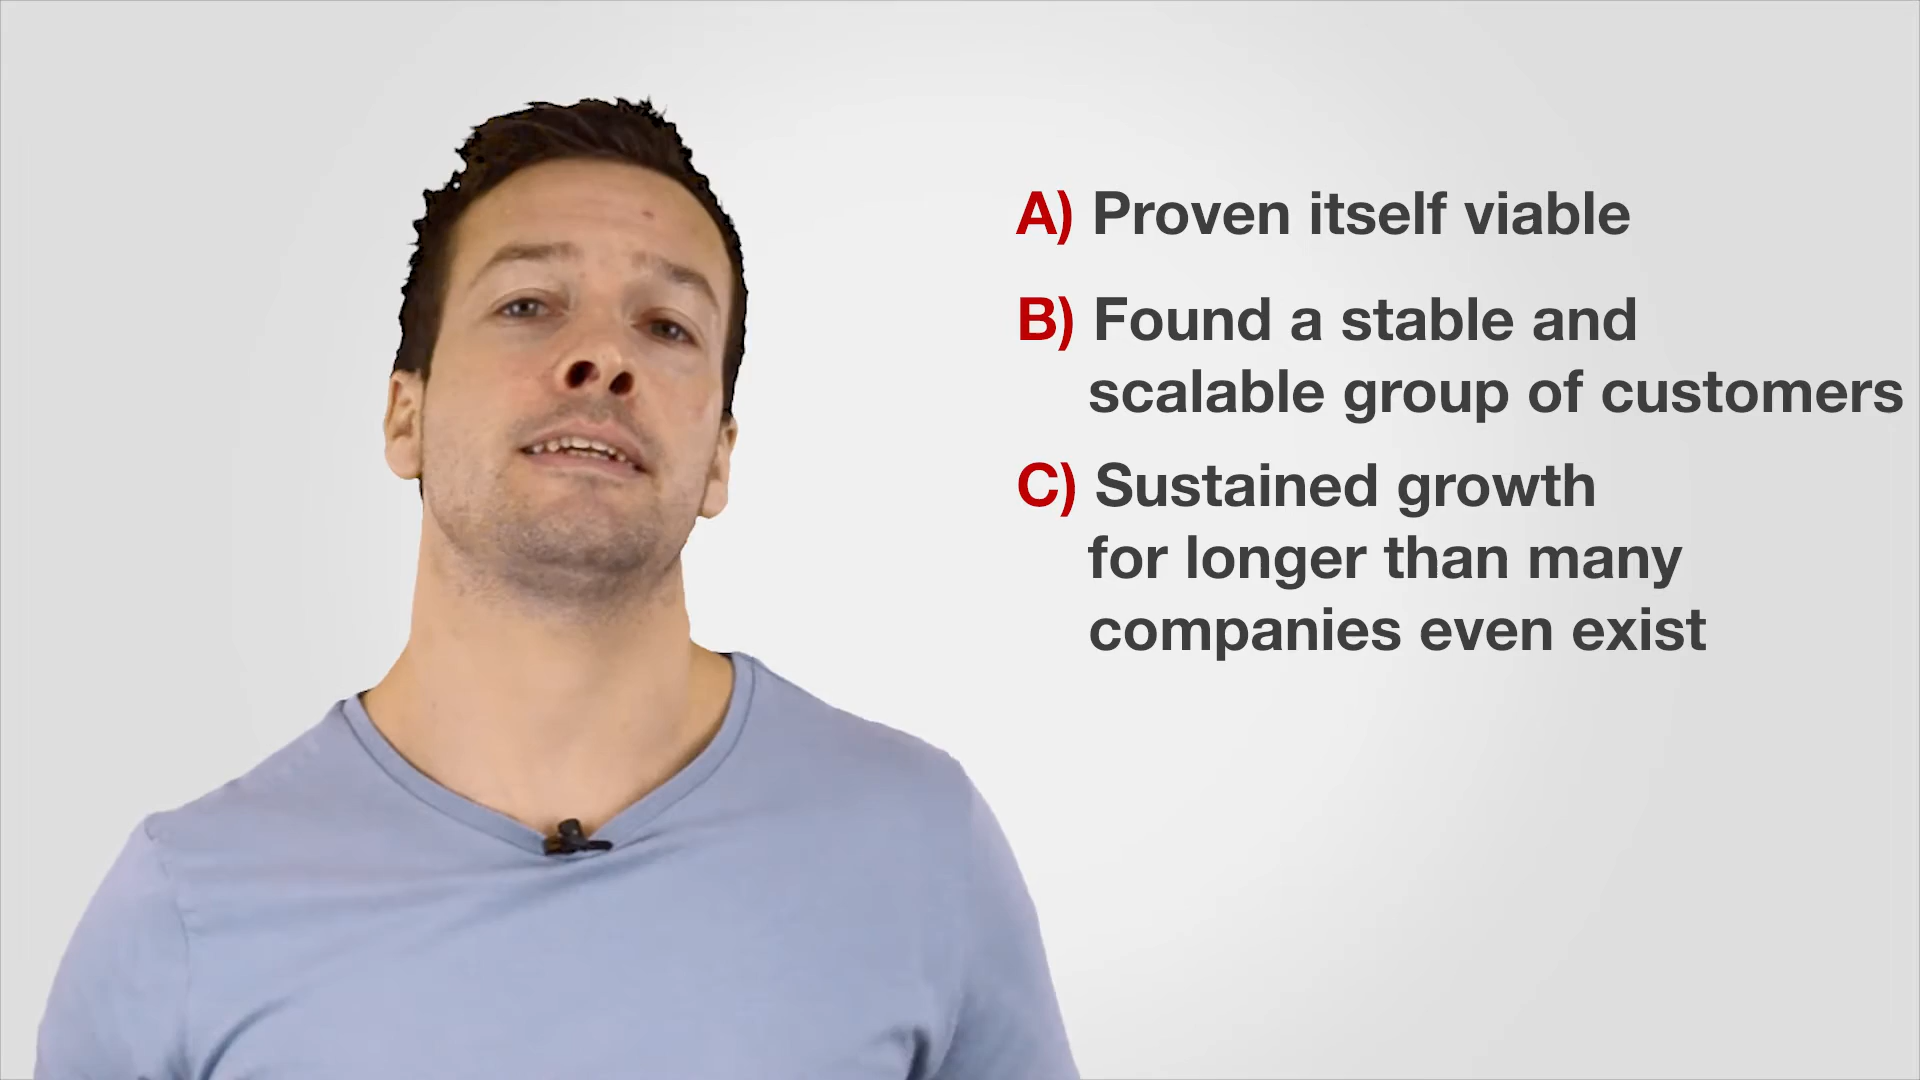 A) Proven itself viable
B) Found a stable and
scalable group of customers
C) Sustained growth
for longer than many
companies even exist